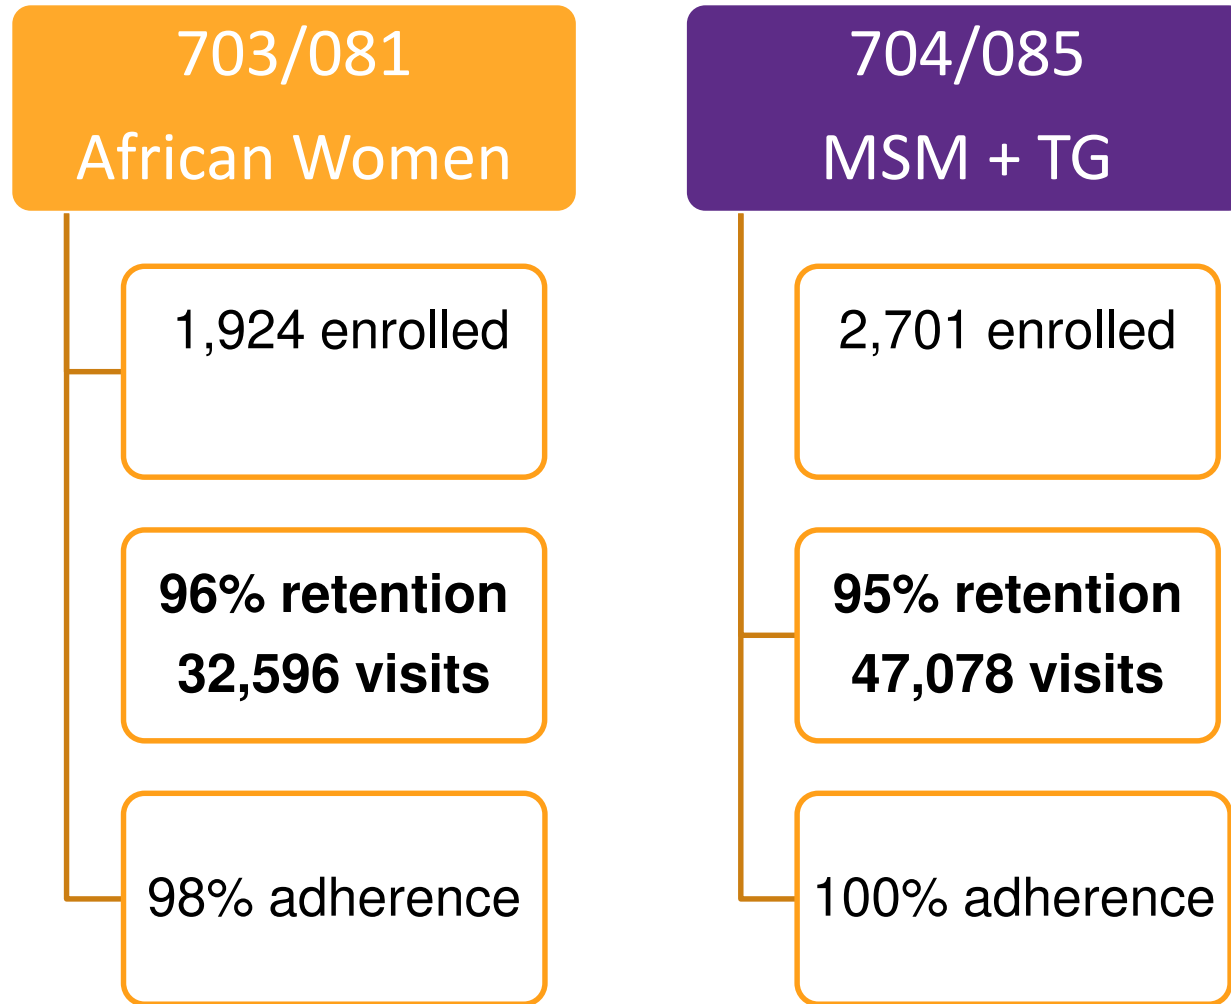 703/081
African Women
1,924 enrolled
96% retention
32,596 visits
98% adherence
704/085
MSM + TG
2,701 enrolled
95% retention
47,078 visits
100% adherence